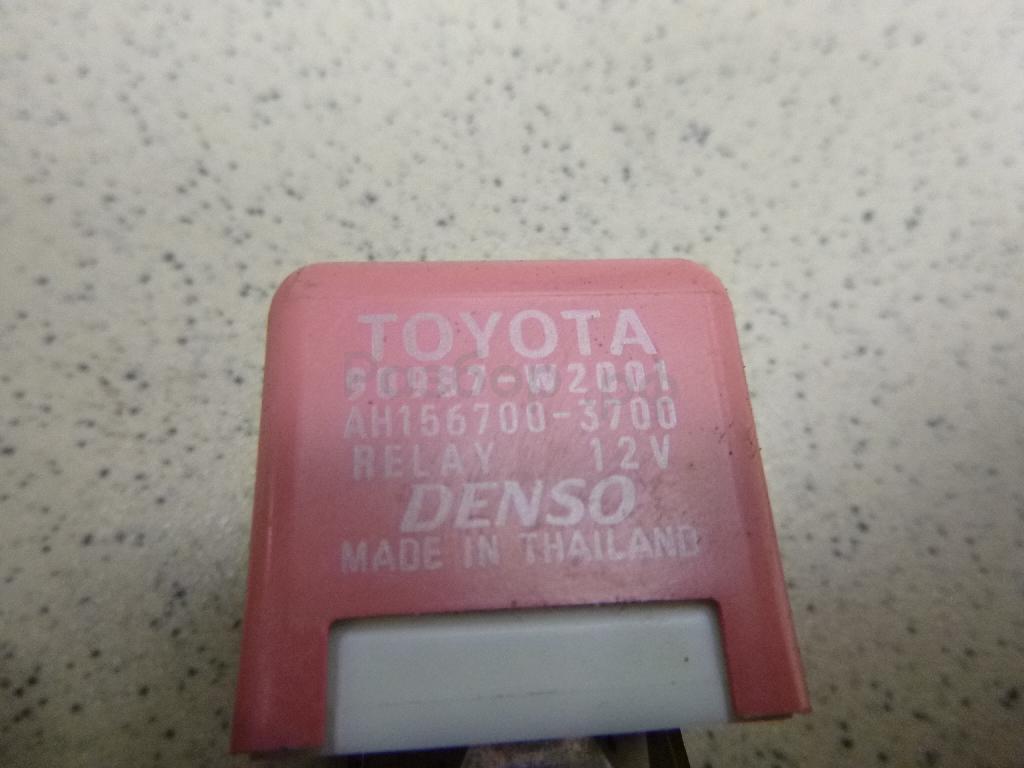 TOYOTA
90987-W2001
AH156700-3700
RELAY 12V
DENSO
MADE IN THAILAND